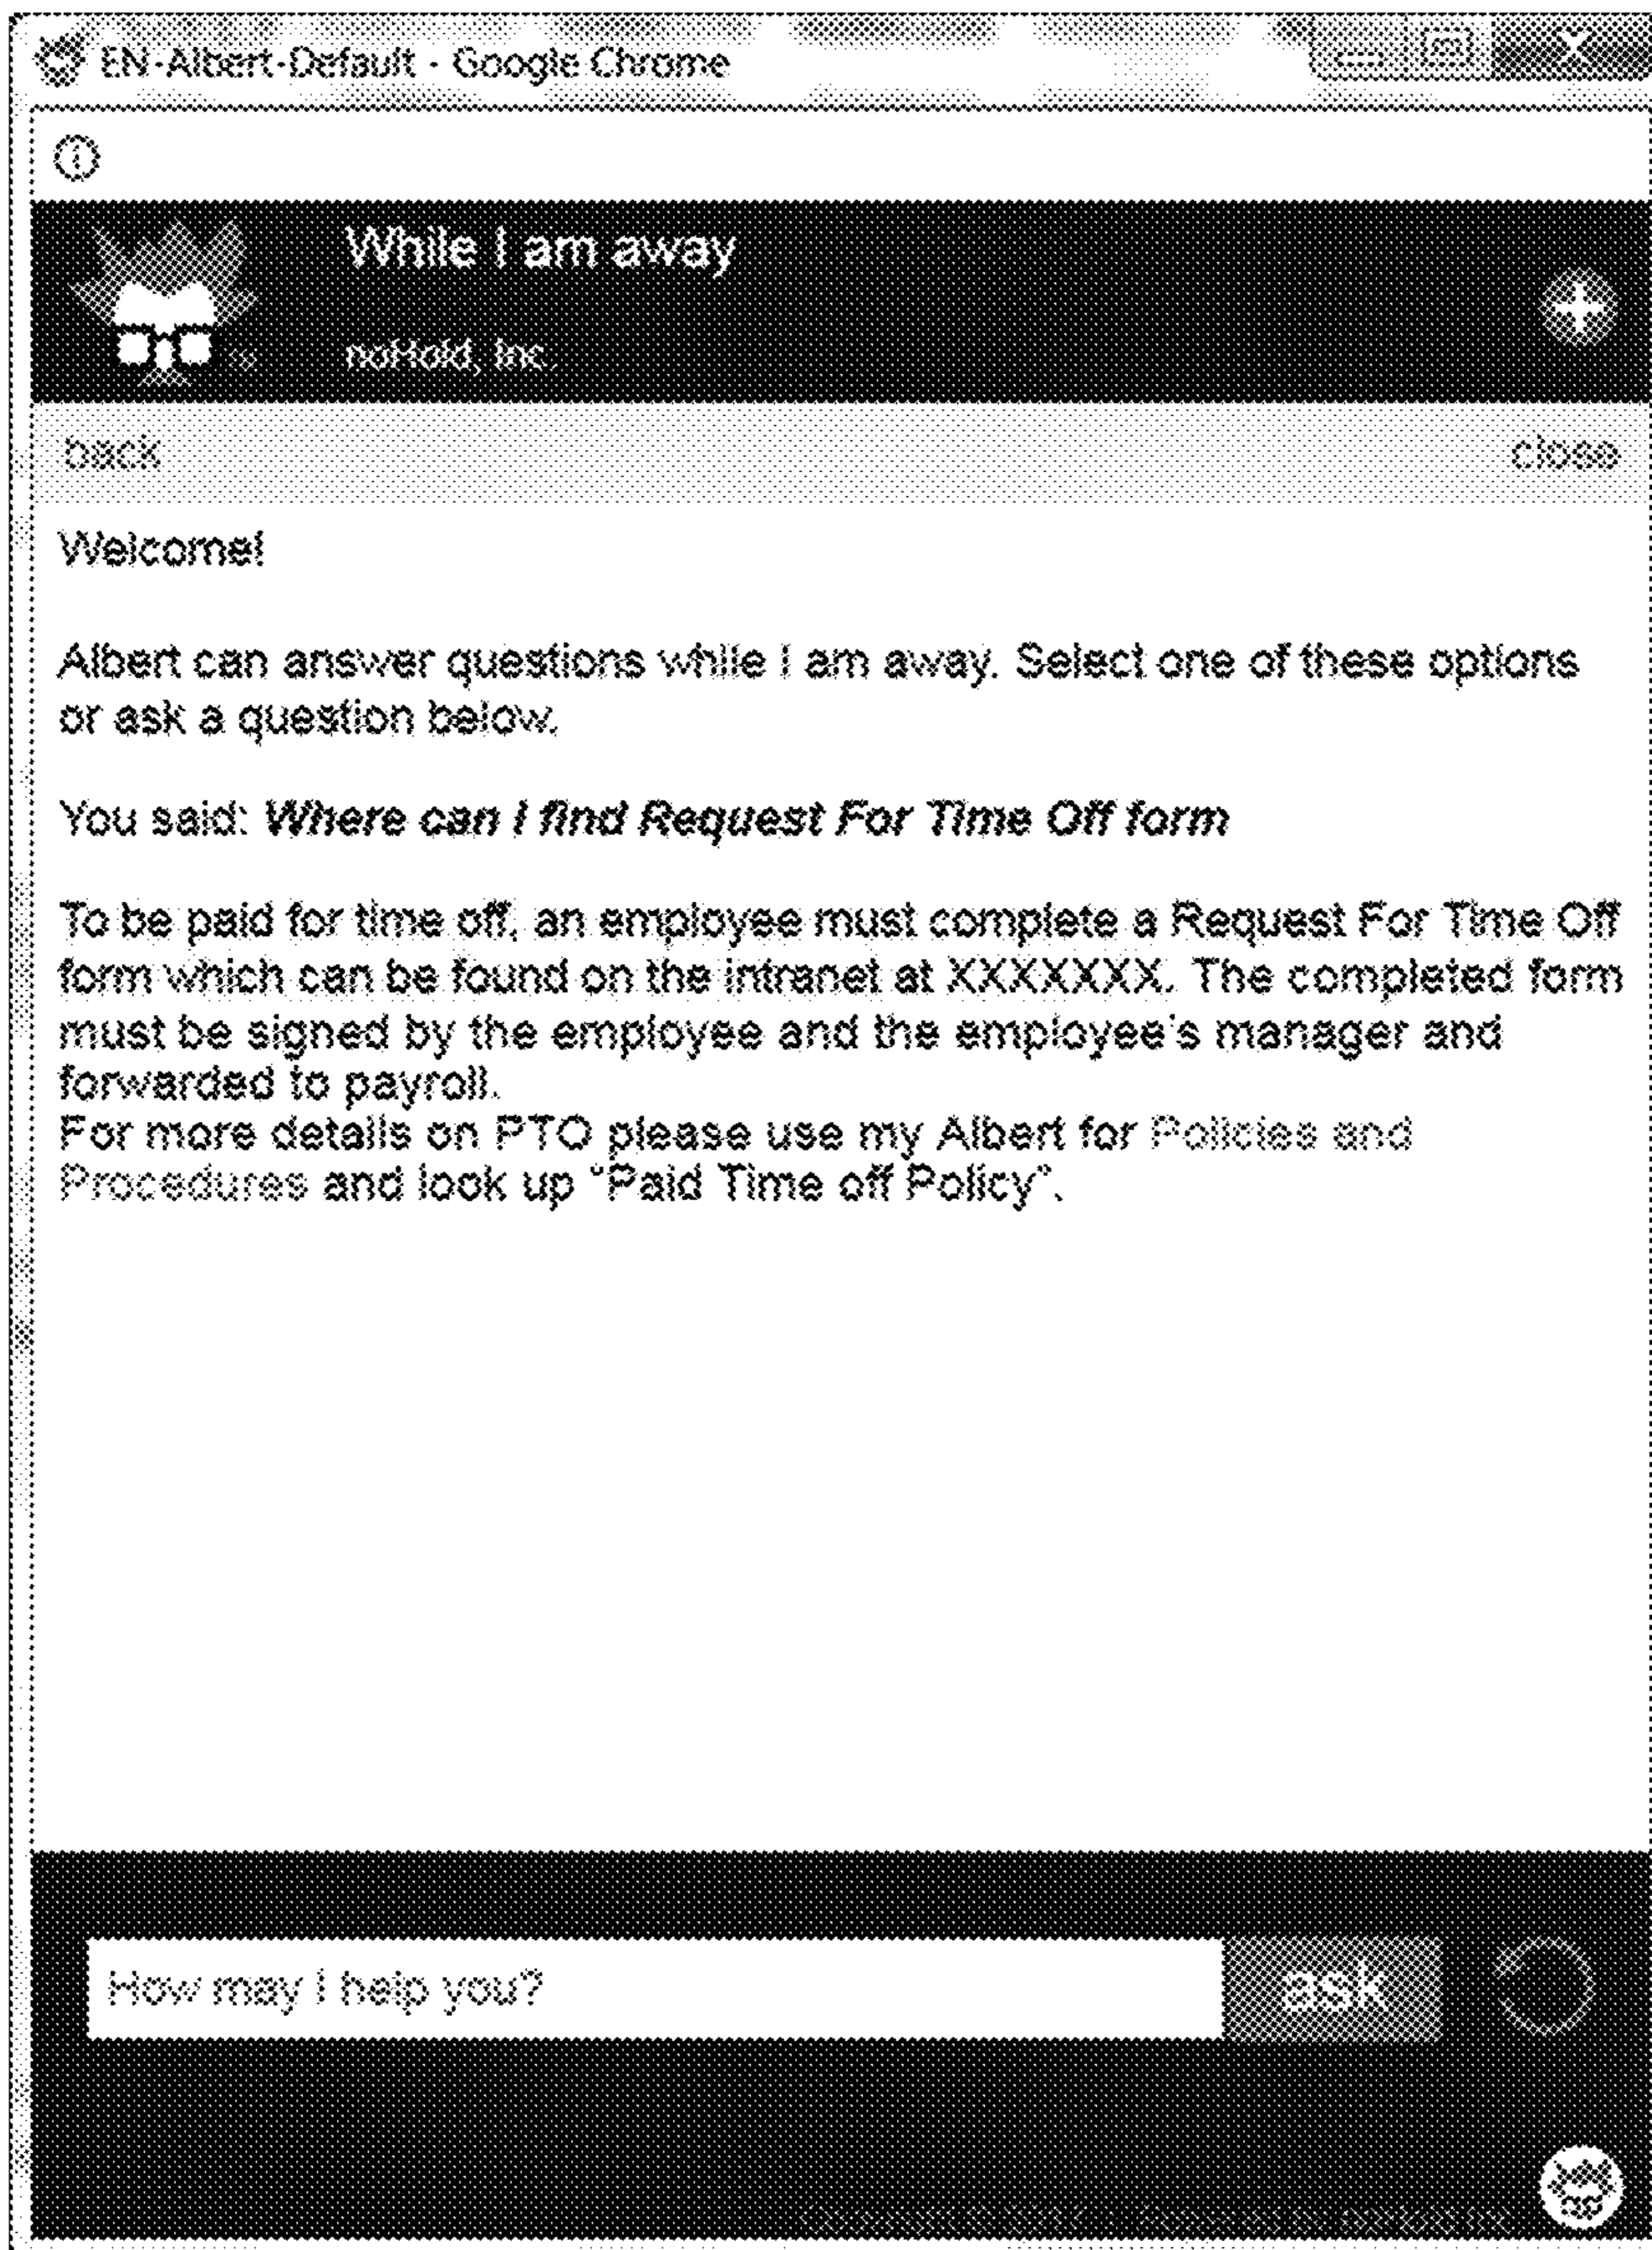 EN-Albert-Default - Google Chrome
While I am away
noHold, Inc.
back
close
Welcome!
Albert can answer questions while I am away. Select one of these options
or ask a question below.
You said: Where can I find Request For Time Off form
To be paid for time off, an employee must complete a Request For Time Off
form which can be found on the intranet at XXXXXXX. The completed form
must be signed by the employee and the employee's manager and
forwarded to payroll.
For more details on PTO please use my Albert for Policies and
Procedures and look up "Paid Time off Policy".
How may I help you?
ask